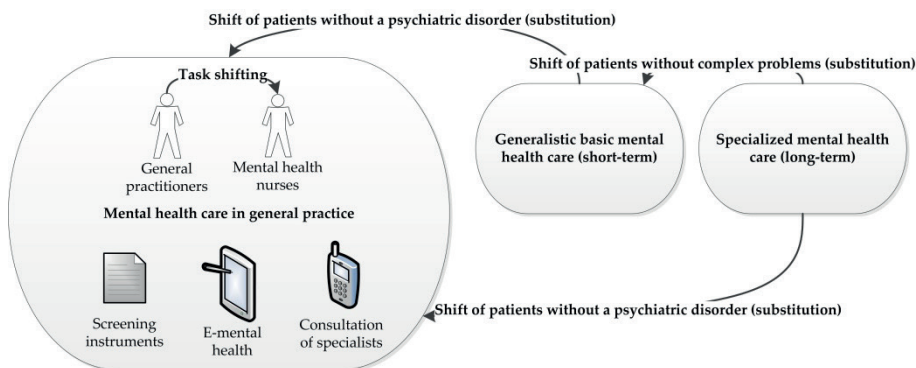 Shift of patients without a psychiatric disorder (substitution)
Shift of patients without complex problems (substitution)
Task shifting
General
practitioners
Mental health
nurses
Mental health care in general practice
Screening
instruments
E-mental
health
Consultation
of specialists
Generalistic basic mental
health care (short-term)
Specialized mental health
care (long-term)
Shift of patients without a psychiatric disorder (substitution)